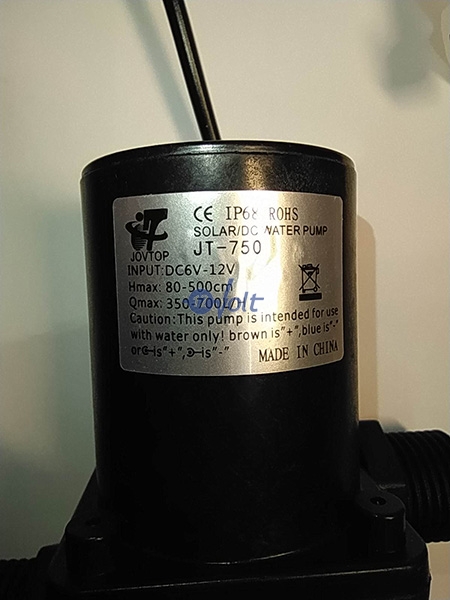 CE IP68 ROHS
SOLAR/DC WATER PUMP
JT-750
JOVTOP
INPUT:DC6V-12V
Hmax: 80-500cm
Qmax: 350-700L
Caution:This pump is intended for use
with water only! brown is"+",blue is"-"
or is"+", is"-"
MADE IN CHINA